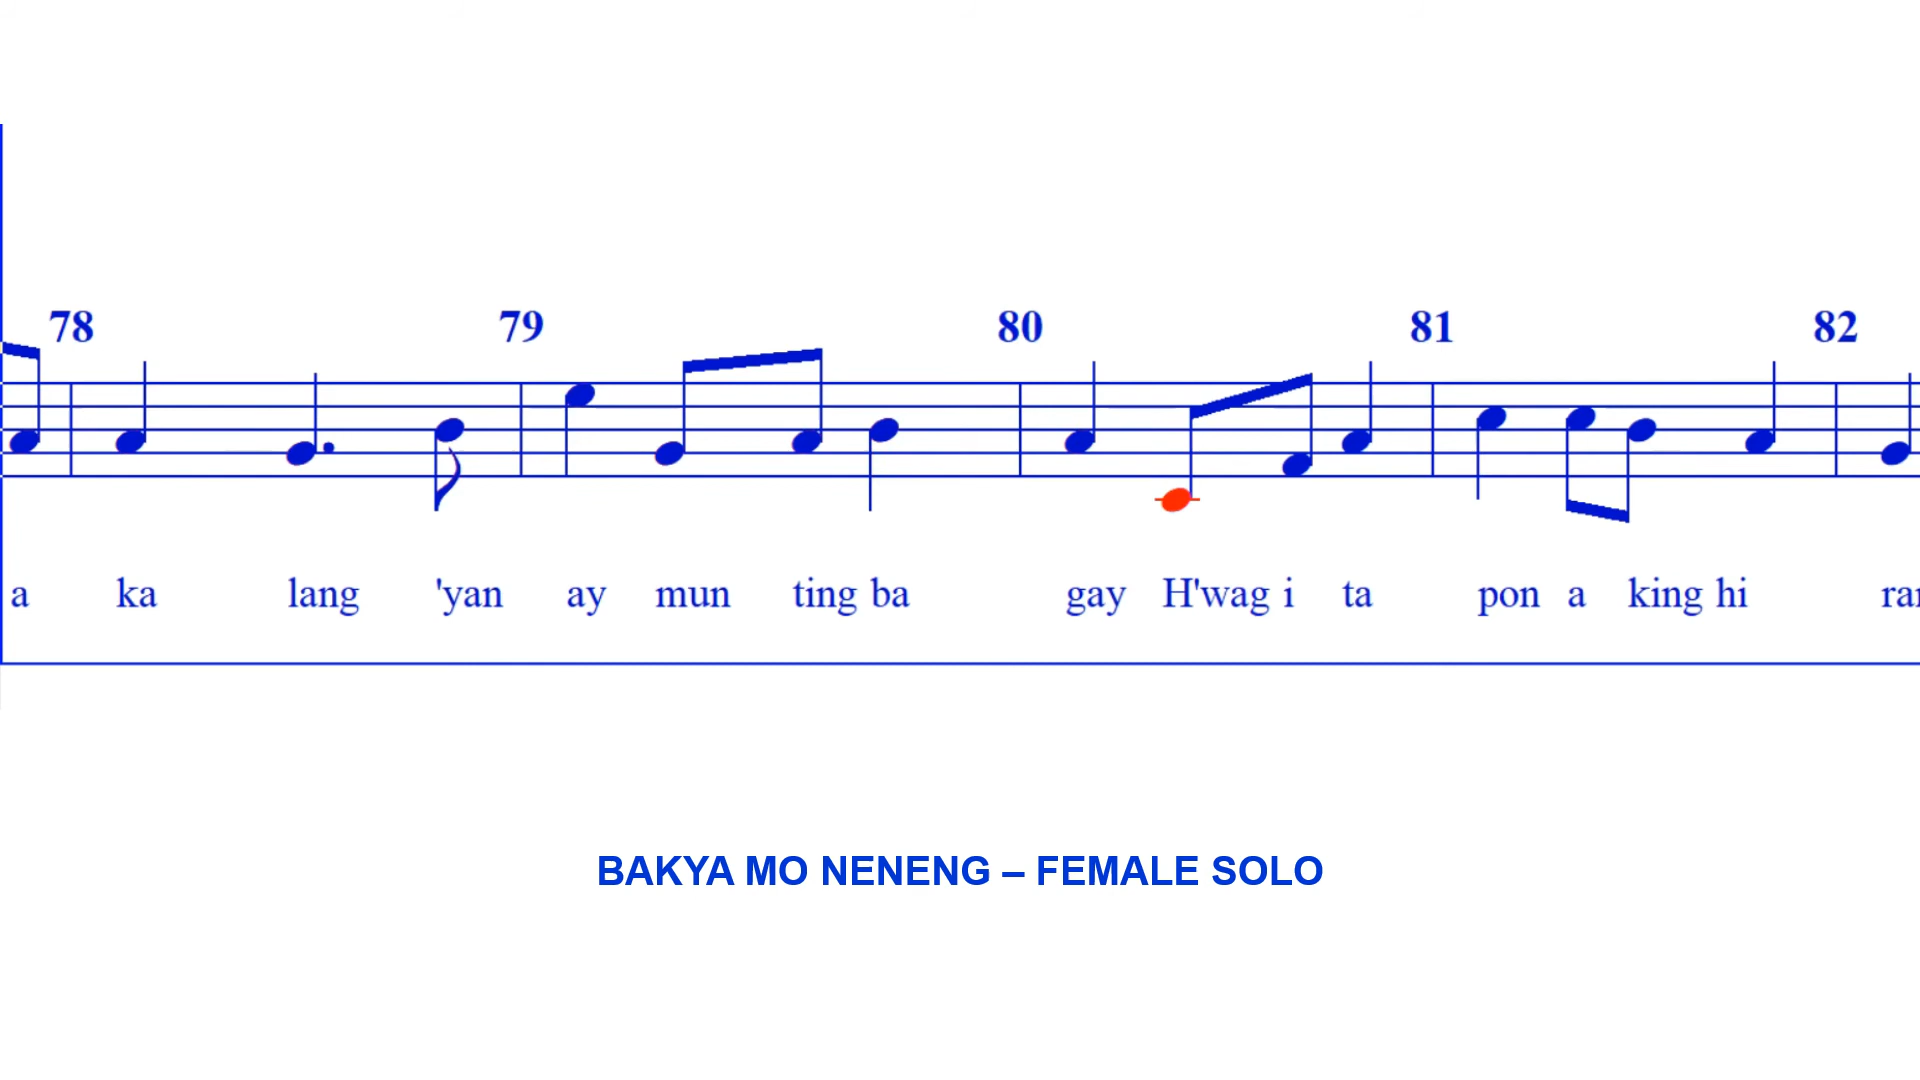 78 79 80 81 82
a ka lang 'yan ay mun ting ba gay H'wag i ta pon a king hi
BAKYA MO NENENG – FEMALE SOLO